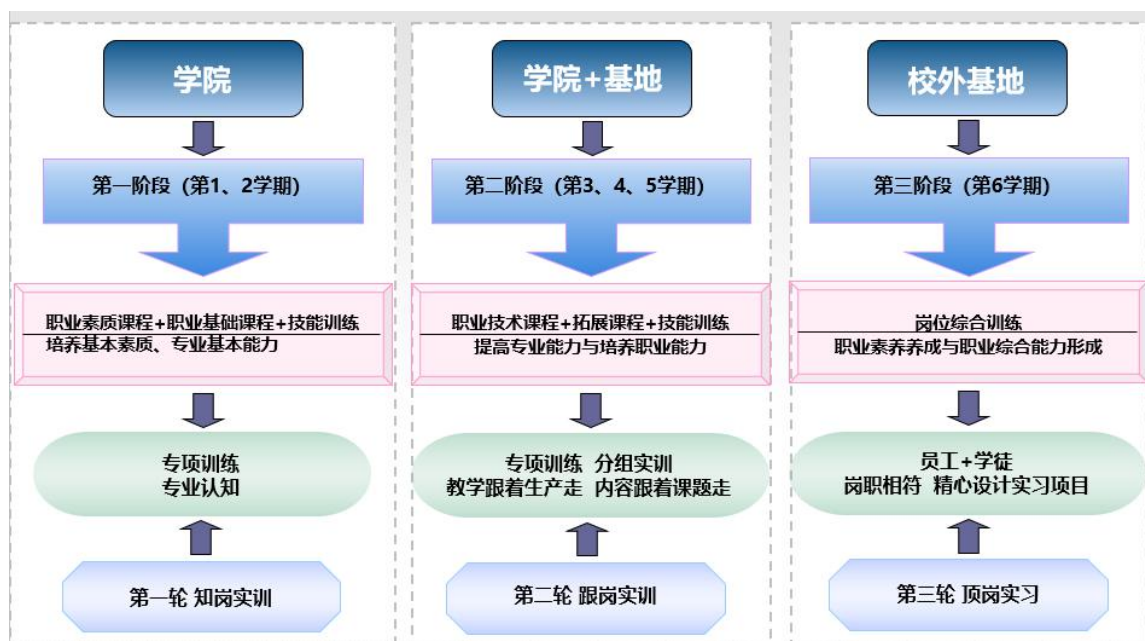 学院
第一阶段 (第1、2学期)
职业素质课程+职业基础课程+技能训练
培养基本素质、专业基本能力
专项训练
专业认知
第一轮 知岗实训
学院+基地
第二阶段 (第3、4、5学期)
职业技术课程+拓展课程+技能训练
提高专业能力与培养职业能力
专项训练 分组实训
教学跟着生产走 内容跟着课题走
第二轮 跟岗实训
校外基地
第三阶段 (第6学期)
岗位综合训练
职业素养养成与职业综合能力形成
员工+学徒
岗职相符 精心设计实习项目
第三轮 顶岗实习